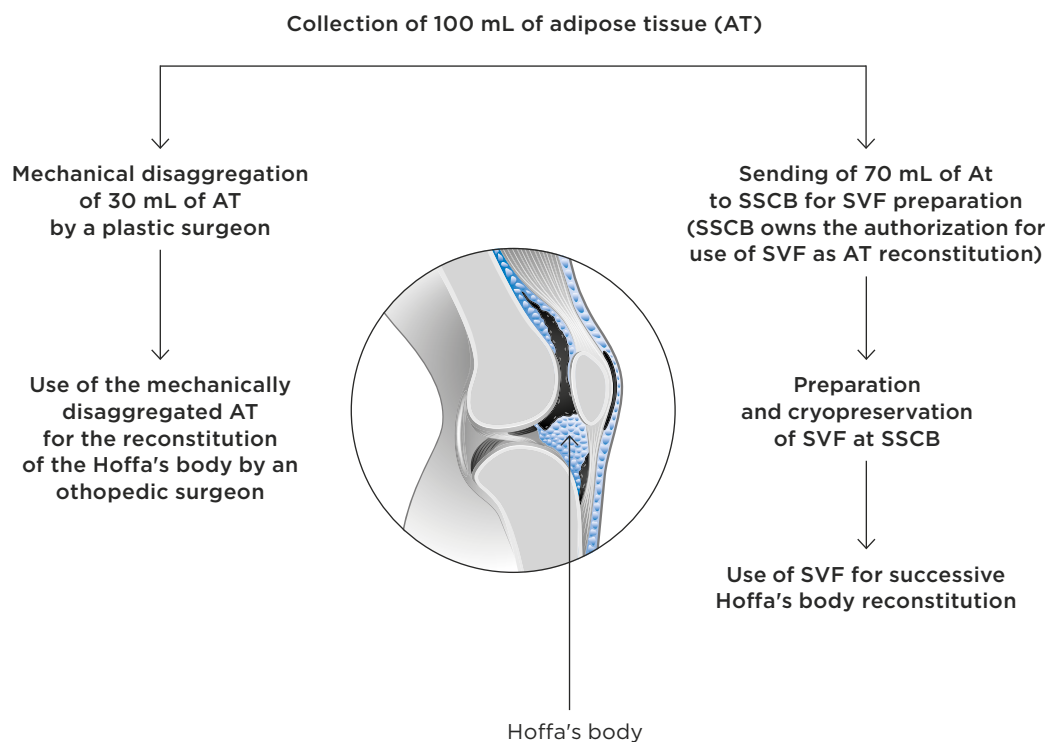 Collection of 100 mL of adipose tissue (AT)
Mechanical disaggregation
of 30 mL of AT
by a plastic surgeon
Use of the mechanically
disaggregated AT
for the reconstitution
of the Hoffa's body by an
othopedic surgeon
Sending of 70 mL of At
to SSCB for SVF preparation
(SSCB owns the authorization for
use of SVF as AT reconstitution)
Preparation
and cryopreservation
of SVF at SSCB
Use of SVF for successive
Hoffa's body reconstitution
Hoffa's body